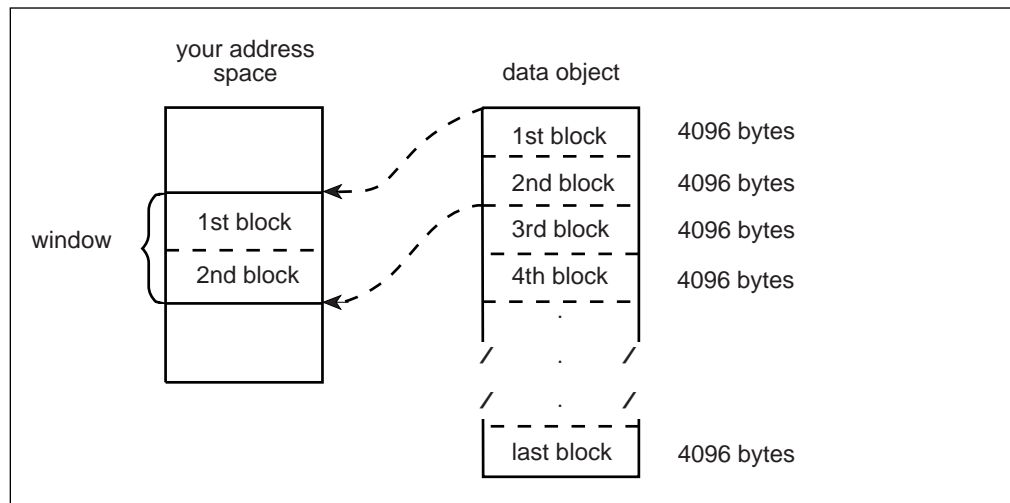 your address
space
data object
1st block
4096 bytes
2nd block
4096 bytes
3rd block
4096 bytes
4th block
4096 bytes
.
/ . /
/ . /
last block
4096 bytes
window
1st block
2nd block